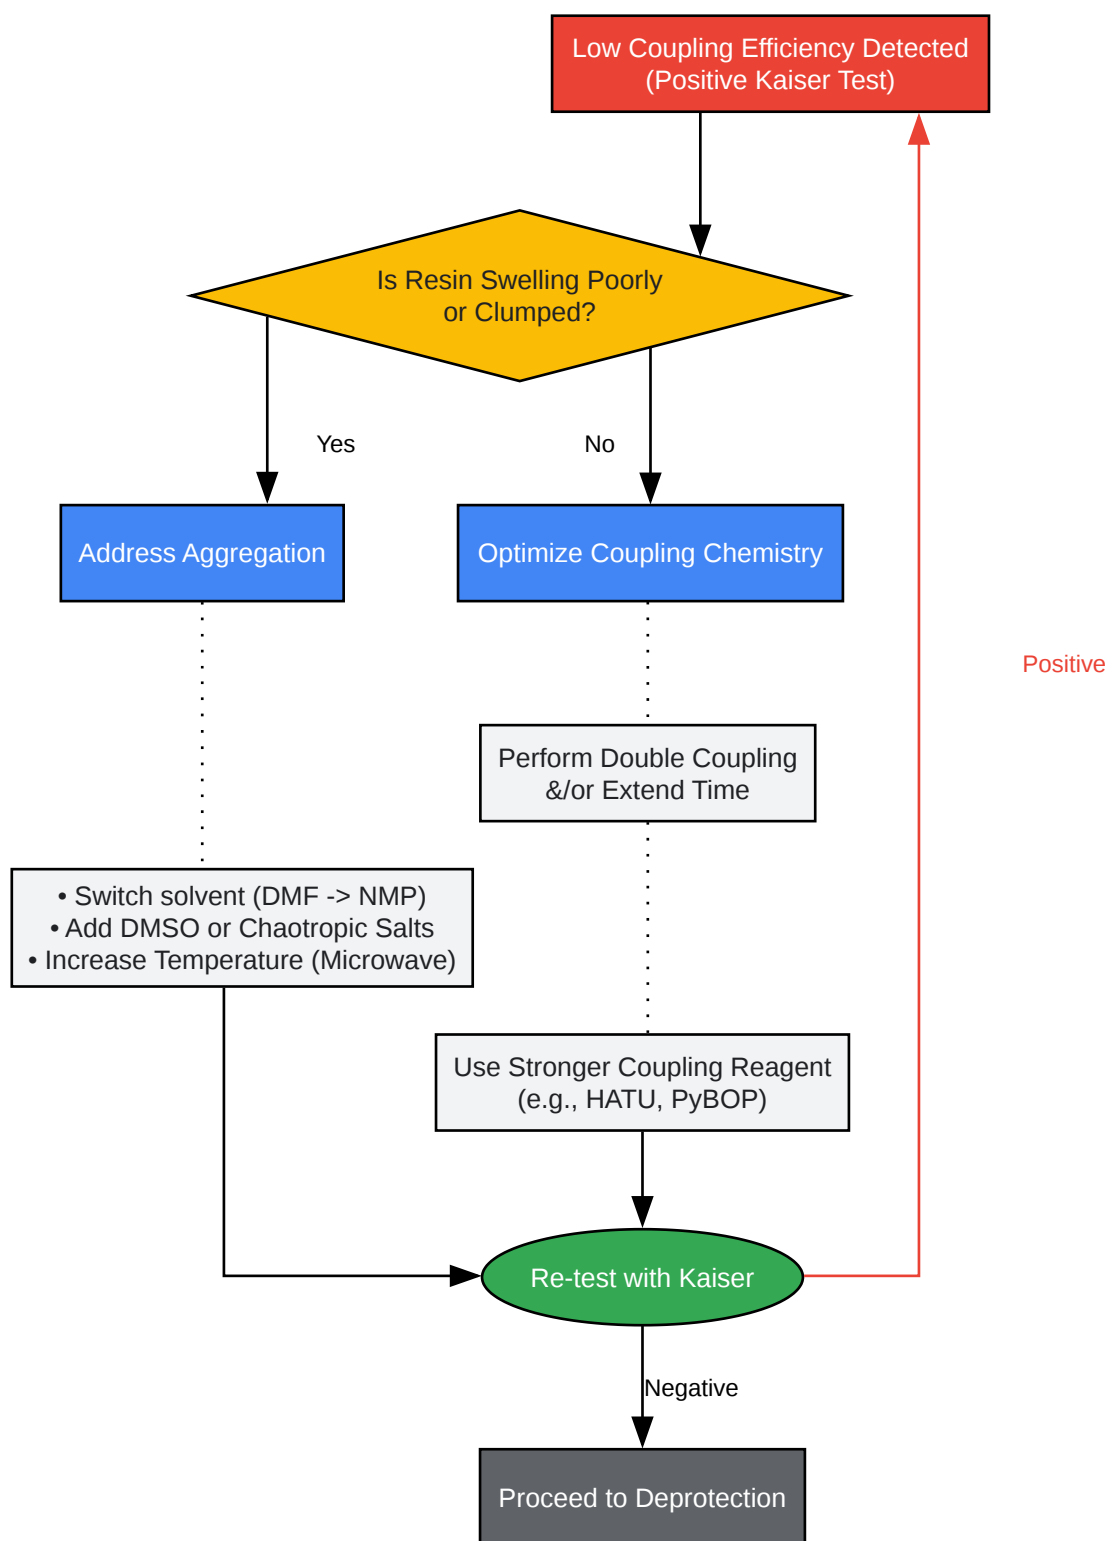 Low Coupling Efficiency Detected
(Positive Kaiser Test)
Is Resin Swelling Poorly
or Clumped?
Yes
No
Address Aggregation
Optimize Coupling Chemistry
Positive
Perform Double Coupling
&/or Extend Time
• Switch solvent (DMF -> NMP)
• Add DMSO or Chaotropic Salts
• Increase Temperature (Microwave)
Use Stronger Coupling Reagent
(e.g., HATU, PyBOP)
Re-test with Kaiser
Negative
Proceed to Deprotection